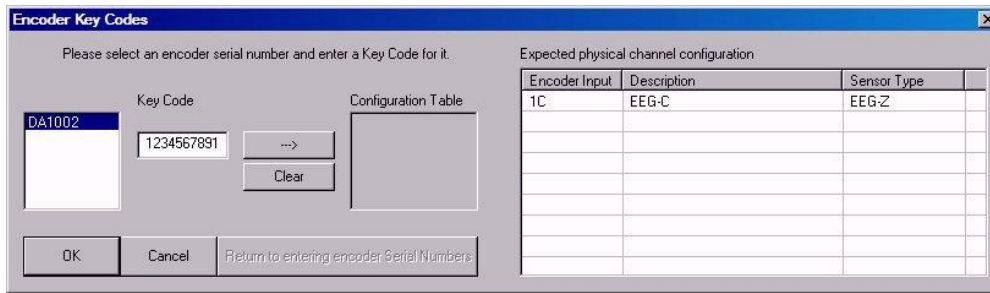 Encoder Key Codes
Please select an encoder serial number and enter a Key Code for it.
Key Code
Configuration Table
DA1002
1234567891
--->
Clear
OK
Cancel
Return to entering encoder Serial Numbers
Expected physical channel configuration
Encoder Input Description Sensor Type
1C EEG-C EEG-Z